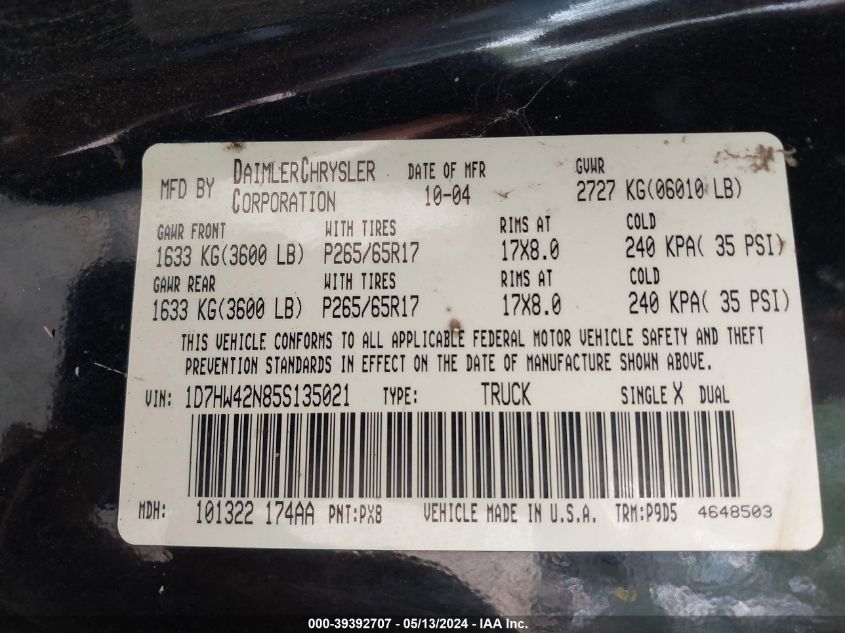 MFD BY DAIMLERCHRYSLER CORPORATION DATE OF MFR 10-04 GVWR 2727 KG(06010 LB)
GAWR FRONT WITH TIRES RIMS AT COLD
1633 KG(3600 LB) P265/65R17 17X8.0 240 KPA( 35 PSI)
GAWR REAR WITH TIRES RIMS AT COLD
1633 KG(3600 LB) P265/65R17 17X8.0 240 KPA( 35 PSI)
THIS VEHICLE CONFORMS TO ALL APPLICABLE FEDERAL MOTOR VEHICLE SAFETY AND THEFT
PREVENTION STANDARDS IN EFFECT ON THE DATE OF MANUFACTURE SHOWN ABOVE.
VIN: 1D7HW42N85S135021 TYPE: TRUCK SINGLE X DUAL
MDH: 101322 174AA PNT:PX8 VEHICLE MADE IN U.S.A. TRM:P9D5 4648503
000-39392707 - 05/13/2024 - IAA Inc.